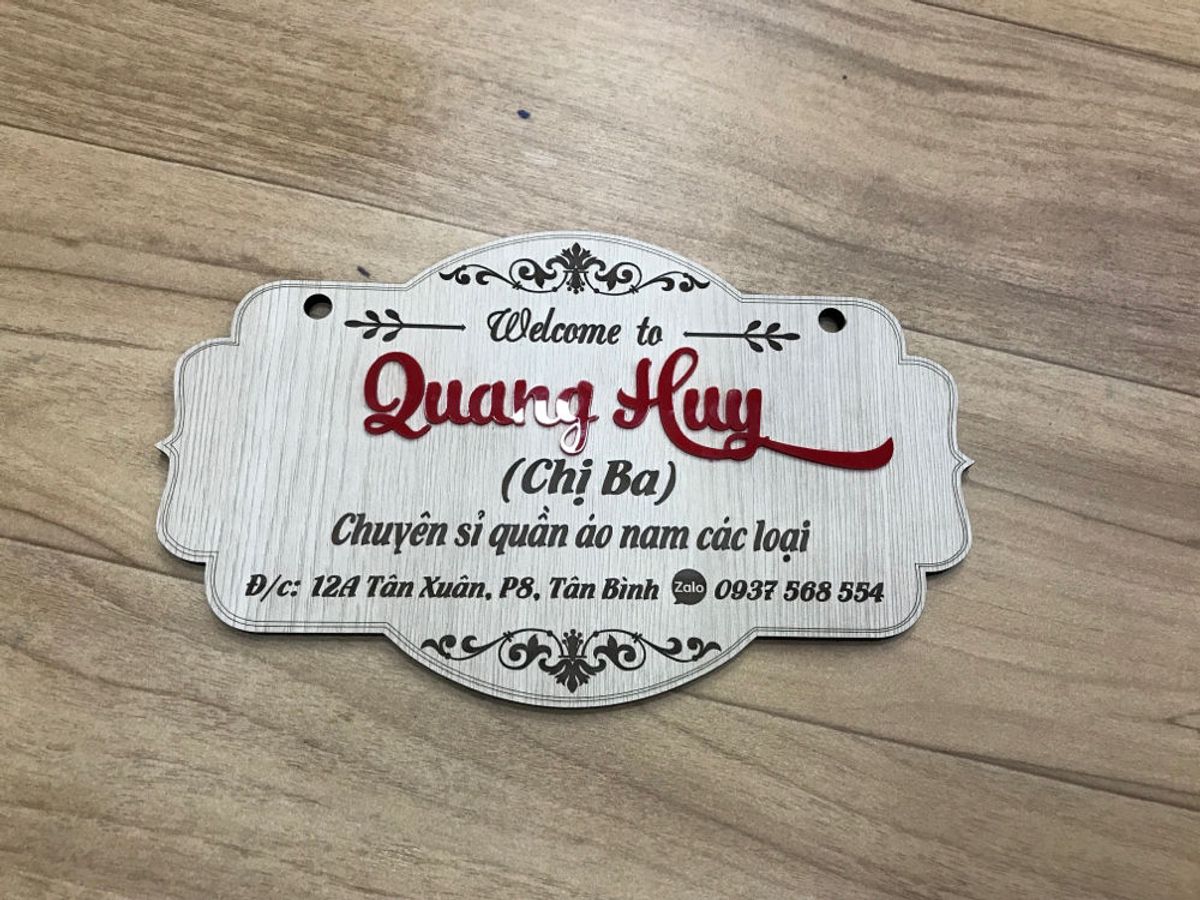 Welcome to
Quang Huy
(Chị Ba)
Chuyên sỉ quần áo nam các loại
Đ/c: 12A Tân Xuân, P8, Tân Bình Zalo 0937 568 554